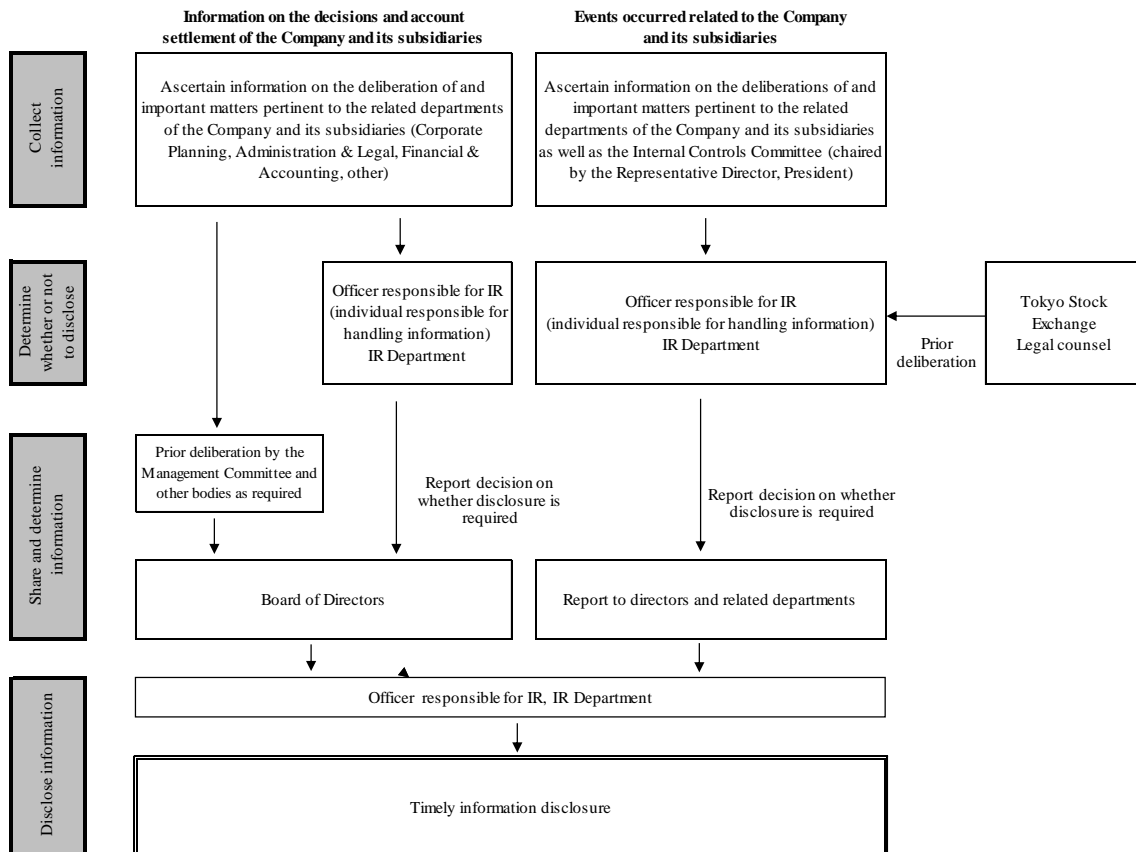 Information on the decisions and account
settlement of the Company and its subsidiaries
Events occurred related to the Company
and its subsidiaries
Collect
information
Ascertain information on the deliberation of and
important matters pertinent to the related departments
of the Company and its subsidiaries (Corporate
Planning, Administration & Legal, Financial &
Accounting, other)
Ascertain information on the deliberations of and
important matters pertinent to the related
departments of the Company and its subsidiaries
as well as the Internal Controls Committee (chaired
by the Representative Director, President)
Determine
whether or not
to disclose
Officer responsible for IR
(individual responsible for
handling information)
IR Department
Officer responsible for IR
(individual responsible for handling information)
IR Department
Prior
deliberation
Tokyo Stock
Exchange
Legal counsel
Share and determine
information
Prior deliberation by the
Management Committee and
other bodies as required
Report decision on
whether disclosure is
required
Report decision on whether
disclosure is required
Board of Directors
Report to directors and related departments
Disclose information
Officer responsible for IR, IR Department
Timely information disclosure